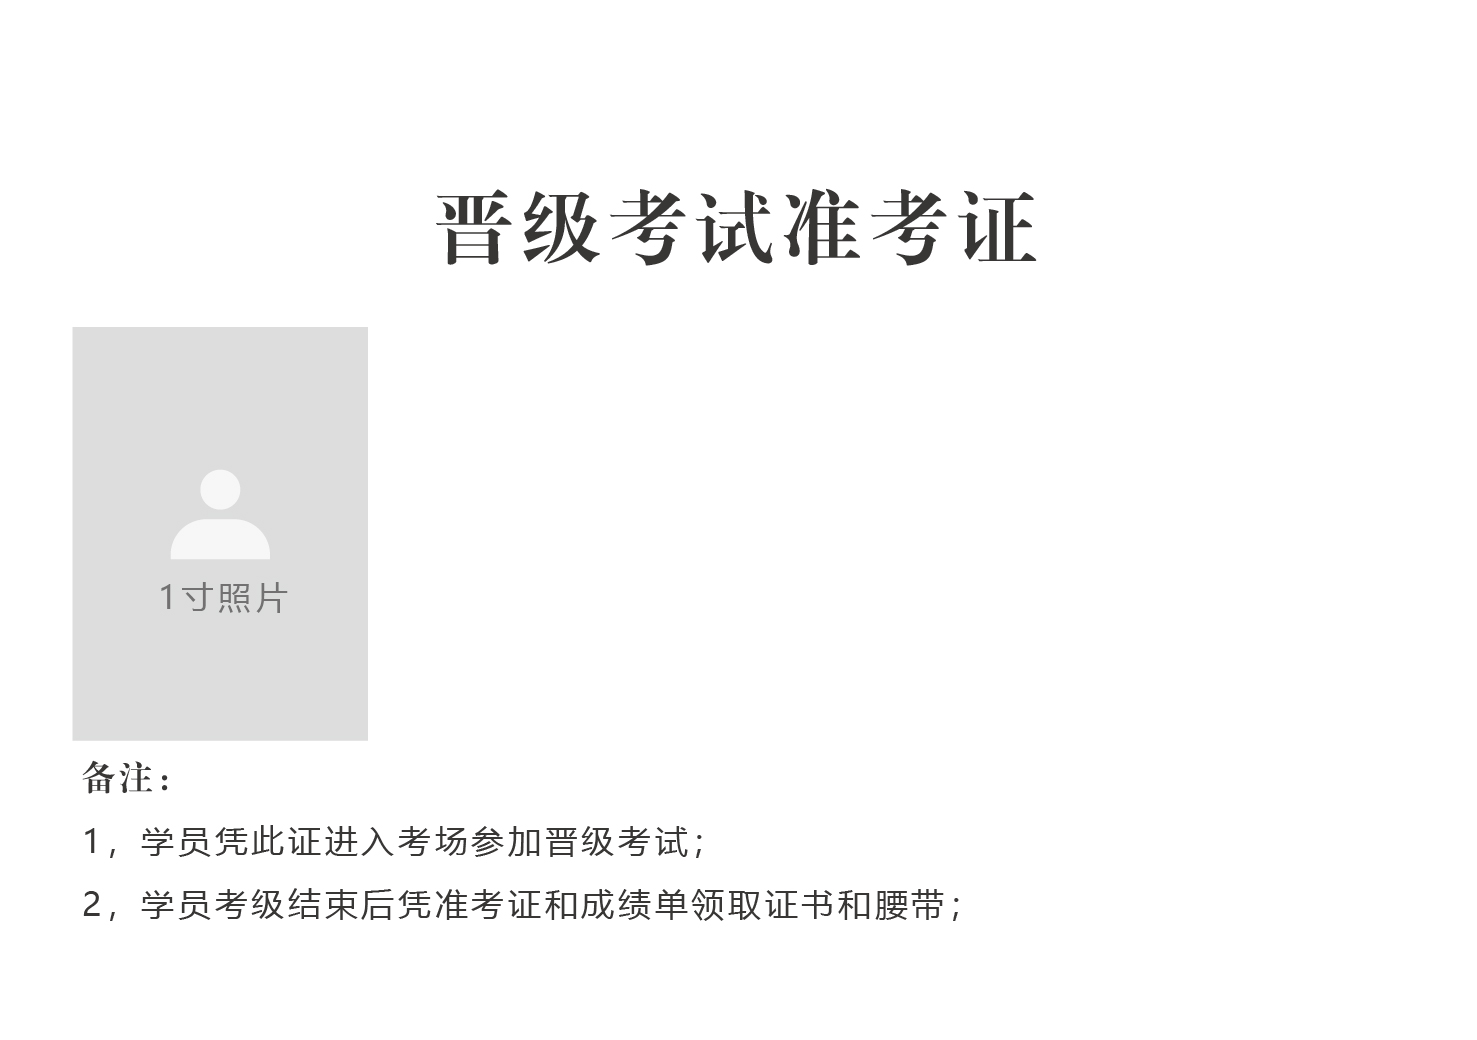 晋级考试准考证
1寸照片
备注：
1，学员凭此证进入考场参加晋级考试；
2，学员考级结束后凭准考证和成绩单领取证书和腰带；